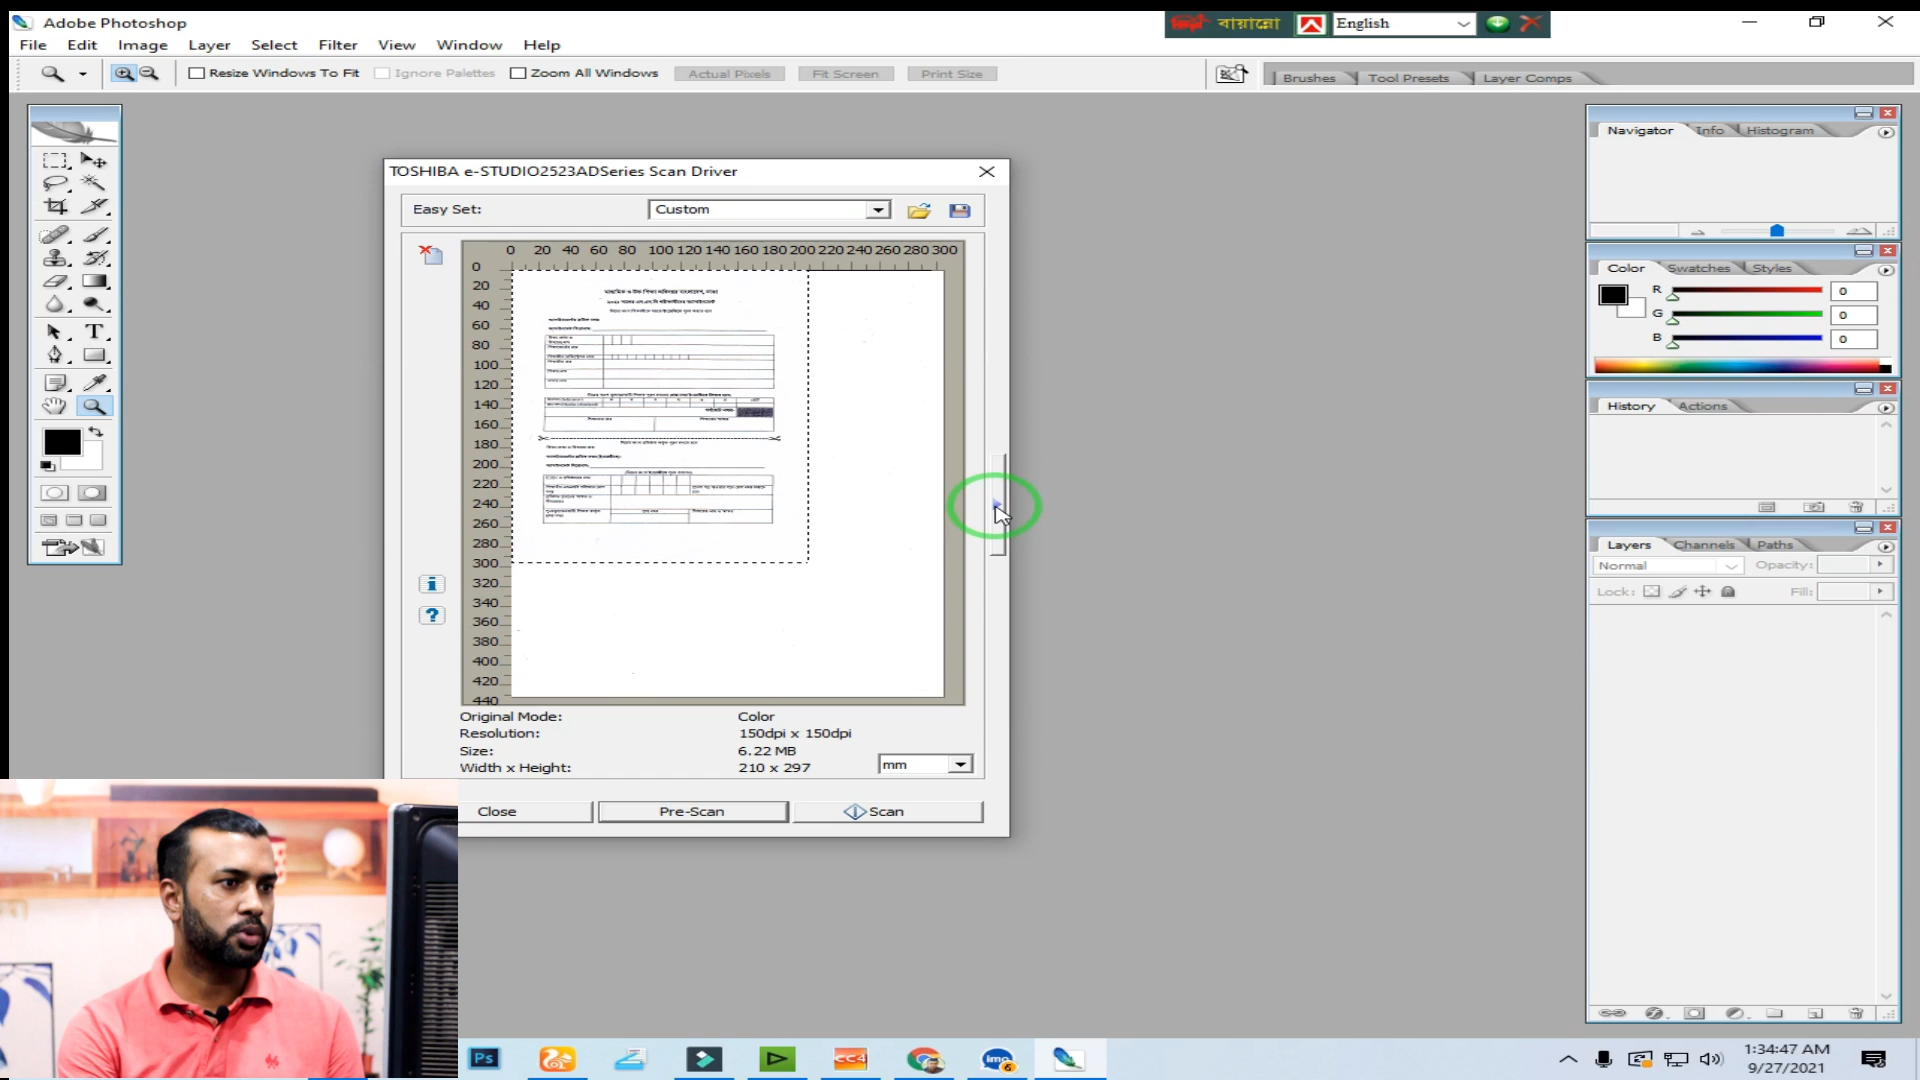 Adobe Photoshop
বায়ান্নো
English
File Edit Image Layer Select Filter View Window Help
Resize Windows To Fit Ignore Palettes Zoom All Windows Actual Pixels Fit Screen Print Size
Brushes Tool Presets Layer Comps
Navigator Info Histogram
TOSHIBA e-STUDIO2523ADSeries Scan Driver
Easy Set: Custom
0 20 40 60 80 100 120 140 160 180 200 220 240 260 280 300
0
20
40
60
80
100
120
140
160
180
200
220
240
260
280
300
320
340
360
380
400
420
440
Original Mode: Color
Resolution: 150dpi x 150dpi
Size: 6.22 MB
Width x Height: 210 x 297
mm
Close Pre-Scan Scan
Color Swatches Styles
R 0
G 0
B 0
History Actions
Layers Channels Paths
Normal Opacity:
Lock: Fill:
Ps
CC4
imo
6
1:34:47 AM
9/27/2021